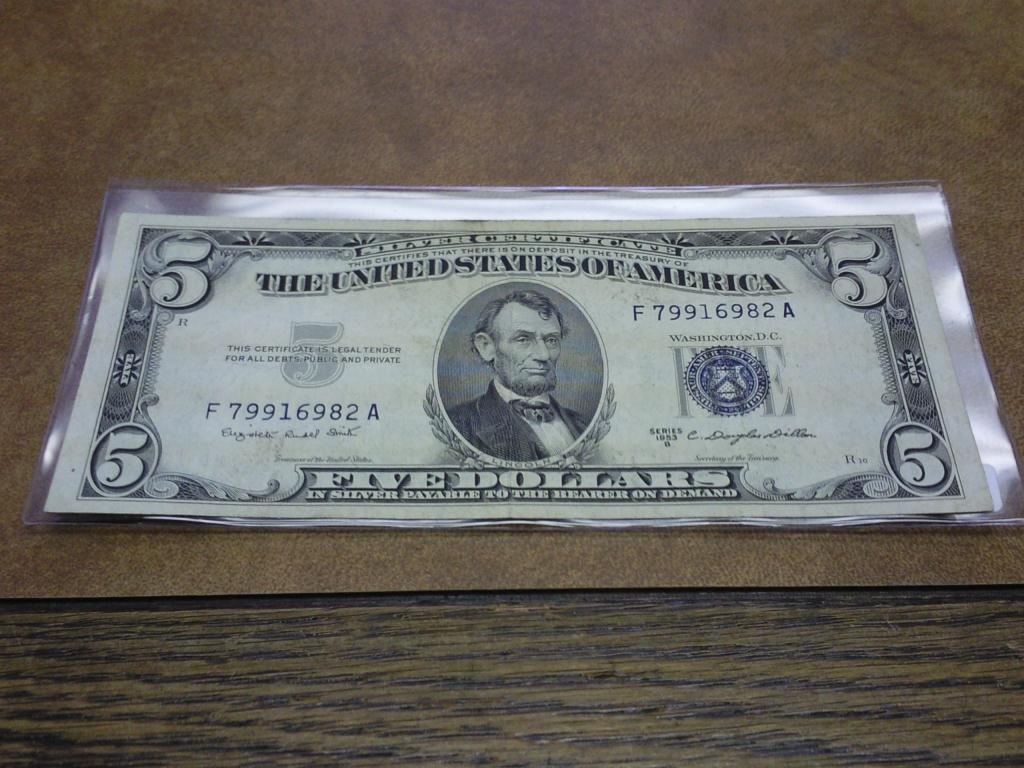 SILVER CERTIFICATE
THIS CERTIFIES THAT THERE IS ON DEPOSIT IN THE TREASURY OF
THE UNITED STATES OF AMERICA
5
5
R
F 79916982 A
WASHINGTON, D.C.
5
THIS CERTIFICATE IS LEGAL TENDER
FOR ALL DEBTS, PUBLIC AND PRIVATE
FIVE
FIVE
FIVE
F 79916982 A
Elizabeth Rudel Smith
Treasurer of the United States.
SERIES
1953
B
C. Douglas Dillon
Secretary of the Treasury.
R 10
LINCOLN
5
5
FIVE DOLLARS
IN SILVER PAYABLE TO THE BEARER ON DEMAND